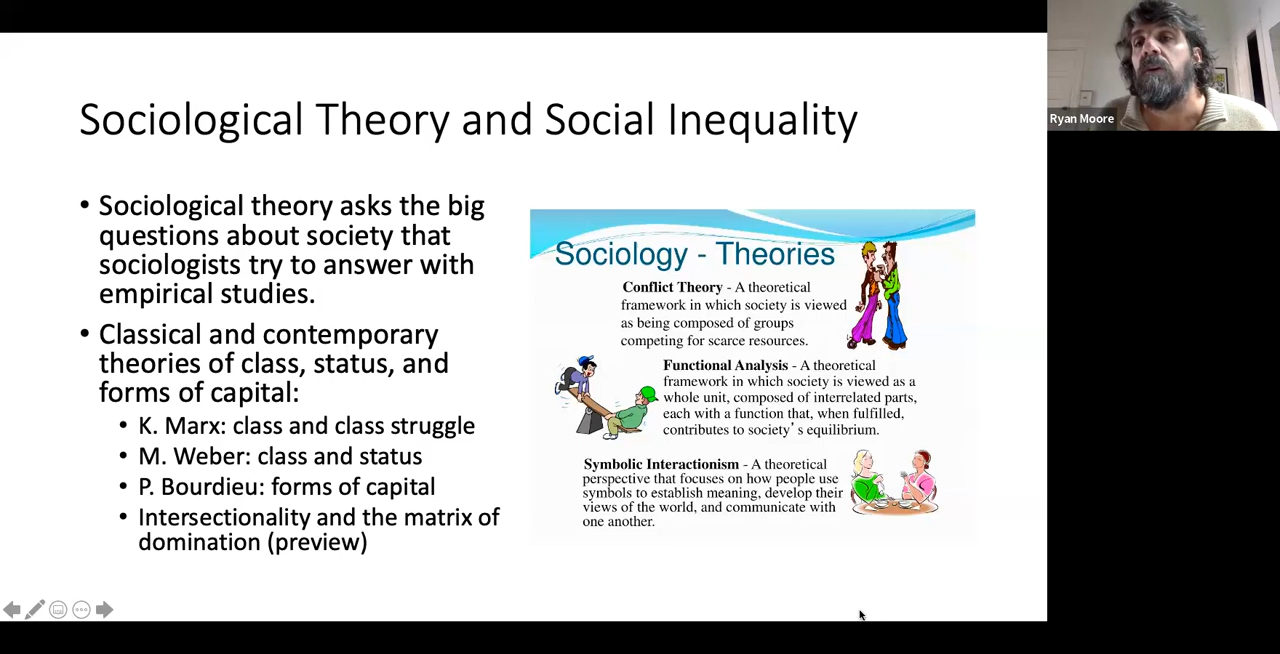 Sociological Theory and Social Inequality
• Sociological theory asks the big
questions about society that
sociologists try to answer with
empirical studies.
• Classical and contemporary
theories of class, status, and
forms of capital:
• K. Marx: class and class struggle
• M. Weber: class and status
• P. Bourdieu: forms of capital
• Intersectionality and the matrix of
domination (preview)
Sociology - Theories
Conflict Theory - A theoretical
framework in which society is viewed
as being composed of groups
competing for scarce resources.
Functional Analysis - A theoretical
framework in which society is viewed as a
whole unit, composed of interrelated parts,
each with a function that, when fulfilled,
contributes to society’s equilibrium.
Symbolic Interactionism - A theoretical
perspective that focuses on how people use
symbols to establish meaning, develop their
views of the world, and communicate with
one another.
Ryan Moore